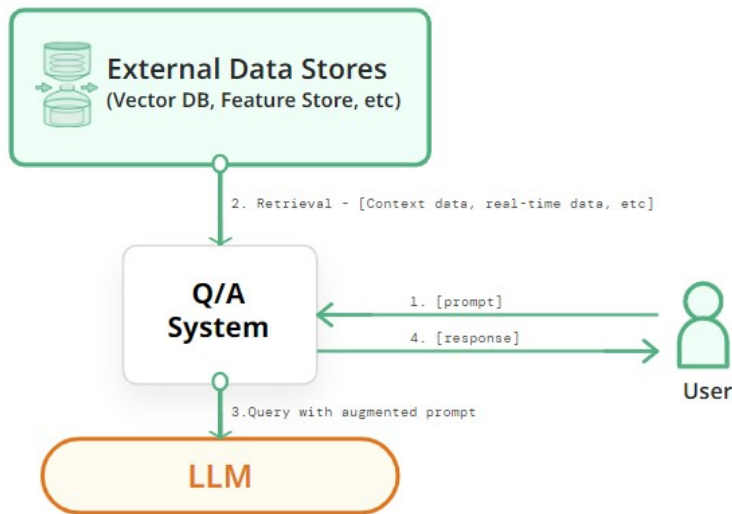 External Data Stores
(Vector DB, Feature Store, etc)
2. Retrieval - [Context data, real-time data, etc]
Q/A
System
1. [prompt]
4. [response]
User
3.Query with augmented prompt
LLM